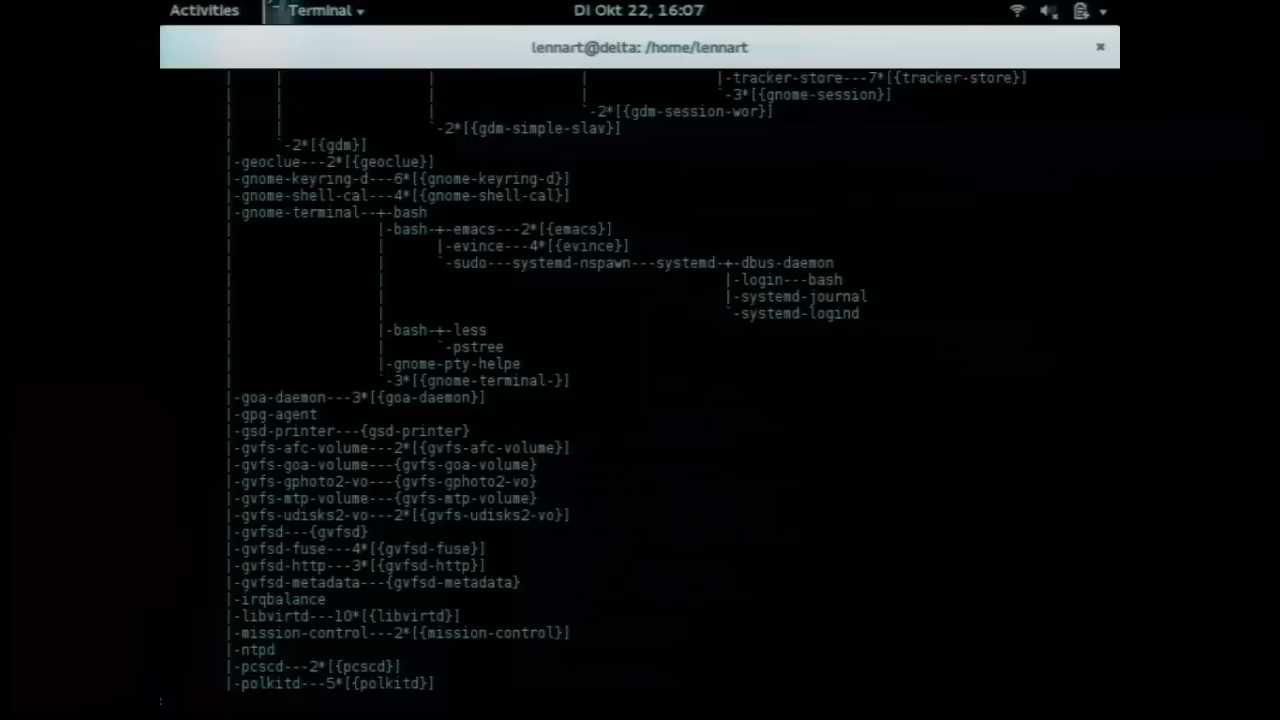 Activities Terminal DI Okt 22, 16:07
lennart@delta: /home/lennart
| | | | |-tracker-store---7*[{tracker-store}]
| | | | `-3*[{gnome-session}]
| | | `-2*[{gdm-session-wor}]
| | `-2*[{gdm-simple-slav}]
| `-2*[{gdm}]
|-geoclue---2*[{geoclue}]
|-gnome-keyring-d---6*[{gnome-keyring-d}]
|-gnome-shell-cal---4*[{gnome-shell-cal}]
|-gnome-terminal--+-bash
| |-bash-+-emacs---2*[{emacs}]
| | |-evince---4*[{evince}]
| | `-sudo---systemd-nspawn---systemd-+-dbus-daemon
| | |-login---bash
| | |-systemd-journal
| | `-systemd-logind
| |-bash-+-less
| | `-pstree
| |-gnome-pty-helpe
| `-3*[{gnome-terminal-}]
|-goa-daemon---3*[{goa-daemon}]
|-gpg-agent
|-gsd-printer---{gsd-printer}
|-gvfs-afc-volume---2*[{gvfs-afc-volume}]
|-gvfs-goa-volume---{gvfs-goa-volume}
|-gvfs-gphoto2-vo---{gvfs-gphoto2-vo}
|-gvfs-mtp-volume---{gvfs-mtp-volume}
|-gvfs-udisks2-vo---2*[{gvfs-udisks2-vo}]
|-gvfsd---{gvfsd}
|-gvfsd-fuse---4*[{gvfsd-fuse}]
|-gvfsd-http---3*[{gvfsd-http}]
|-gvfsd-metadata---{gvfsd-metadata}
|-irqbalance
|-libvirtd---10*[{libvirtd}]
|-mission-control---2*[{mission-control}]
|-ntpd
|-pcscd---2*[{pcscd}]
|-polkitd---5*[{polkitd}]
: